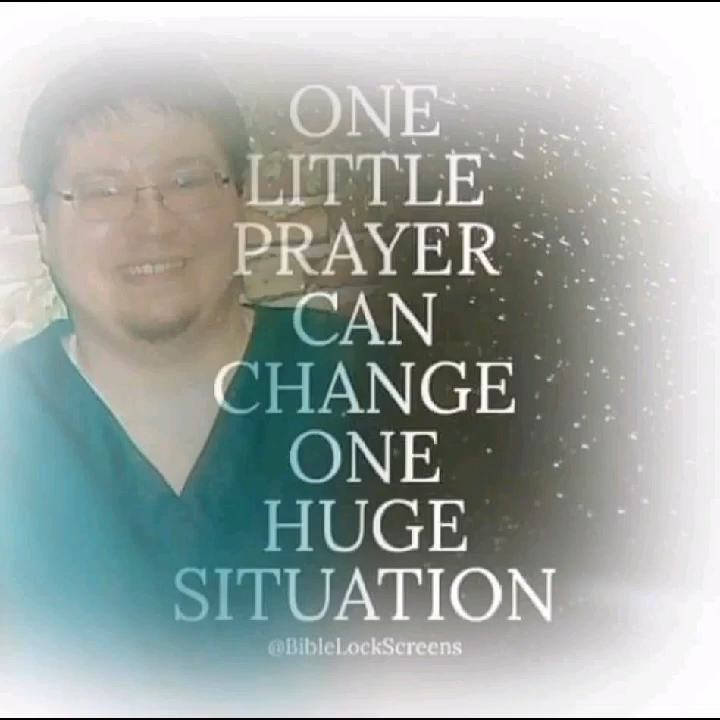 ONE
LITTLE
PRAYER
CAN
CHANGE
ONE
HUGE
SITUATION
@BibleLockScreens